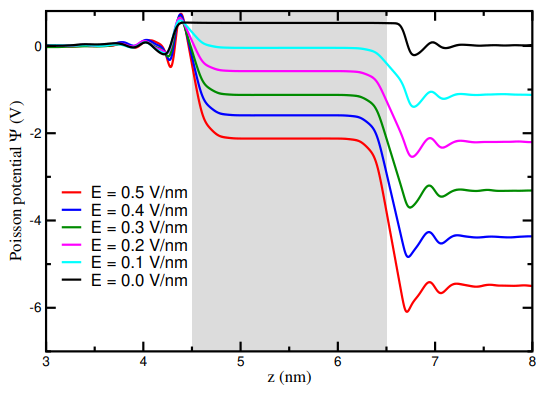 Poisson potential Ψ (V)
0
-2
-4
-6
E = 0.5 V/nm
E = 0.4 V/nm
E = 0.3 V/nm
E = 0.2 V/nm
E = 0.1 V/nm
E = 0.0 V/nm
3 4 5 6 7 8
z (nm)